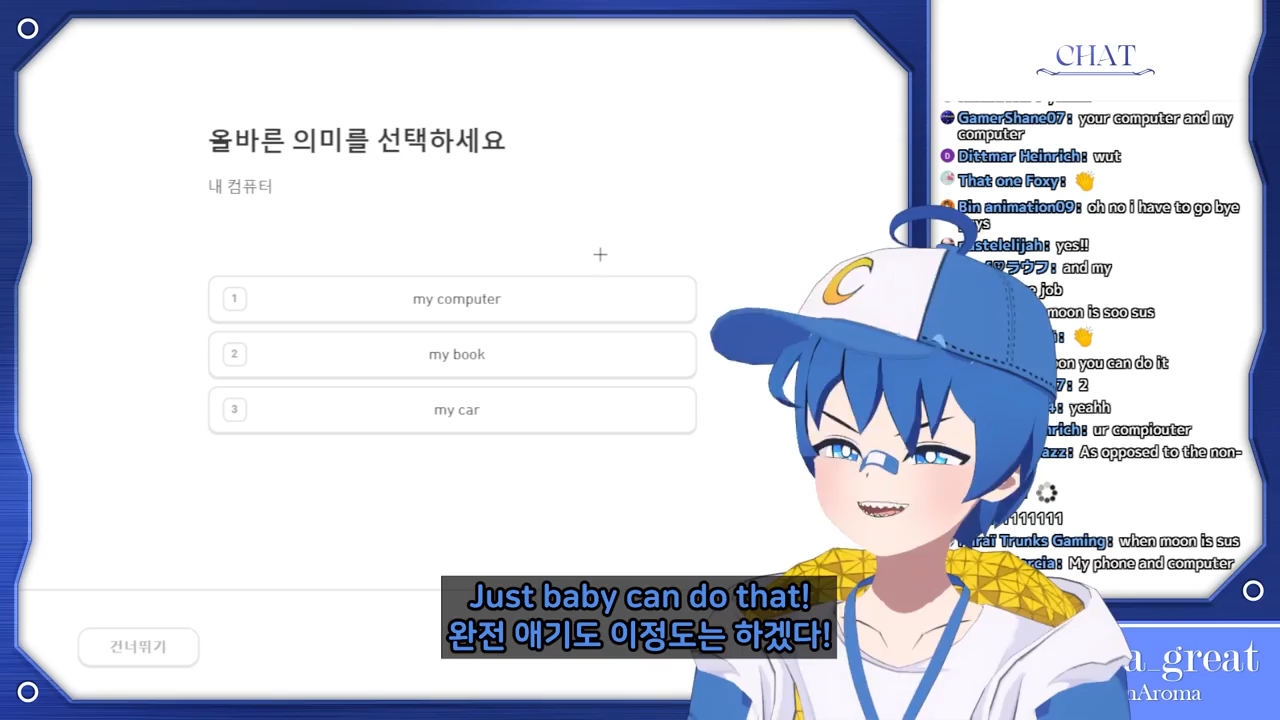 올바른 의미를 선택하세요
내 컴퓨터
1 my computer
2 my book
3 my car
건너뛰기
Just baby can do that!
완전 애기도 이정도는 하겠다!
CHAT
GamerShane07: your computer and my
computer
Dittmar Heinrich: wut
That one Foxy: 👏
Bin animation09: oh no i have to go bye
pastelelijah: yes!!
ラウフ: and my
job
moon is soo sus
👏
you can do it
7: 2
yeahh
ur compiouter
As opposed to the non-
Trunks Gaming: when moon is sus
My phone and computer
C
a_great
Aroma